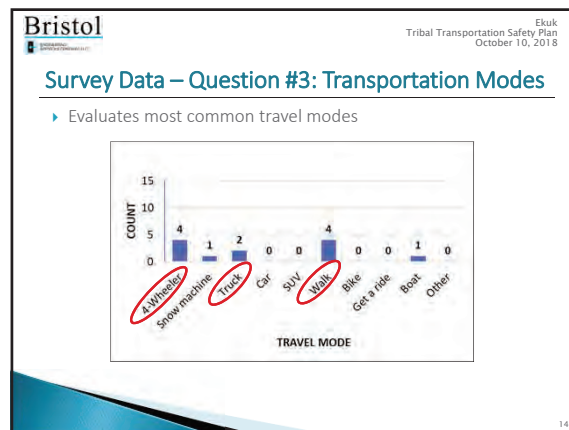 Bristol
Ekuk
Tribal Transportation Safety Plan
October 10, 2018
Survey Data – Question #3: Transportation Modes
Evaluates most common travel modes
COUNT
15
10
5
0
4
1
2
0
0
4
0
0
1
0
4-Wheeler
Snow machine
Truck
Car
SUV
Walk
Bike
Get a ride
Boat
Other
TRAVEL MODE
14